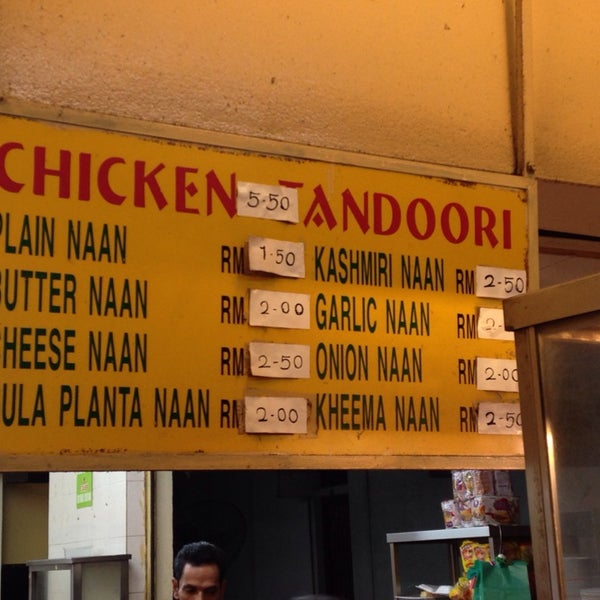 CHICKEN TANDOORI
5-50
PLAIN NAAN RM 1-50
BUTTER NAAN RM 2-00
CHEESE NAAN RM 2-50
ULA PLANTA NAAN RM 2-00
KASHMIRI NAAN RM 2-50
GARLIC NAAN RM 2-
ONION NAAN RM 2-00
KHEEMA NAAN RM 2-50